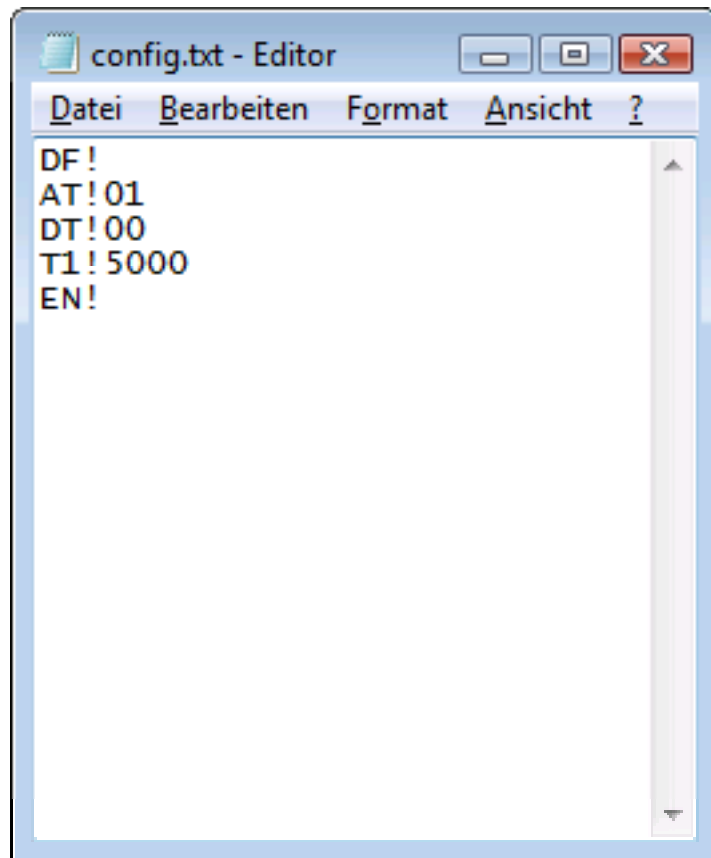 config.txt - Editor
Datei Bearbeiten Format Ansicht ?
DF!
AT!01
DT!00
T1!5000
EN!